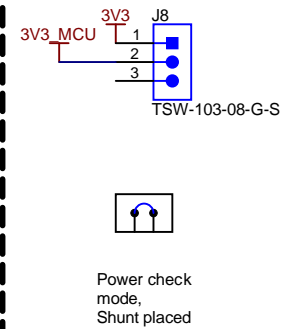 3V3 J8
3V3_MCU
1
2
3
TSW-103-08-G-S
Power check
mode,
Shunt placed